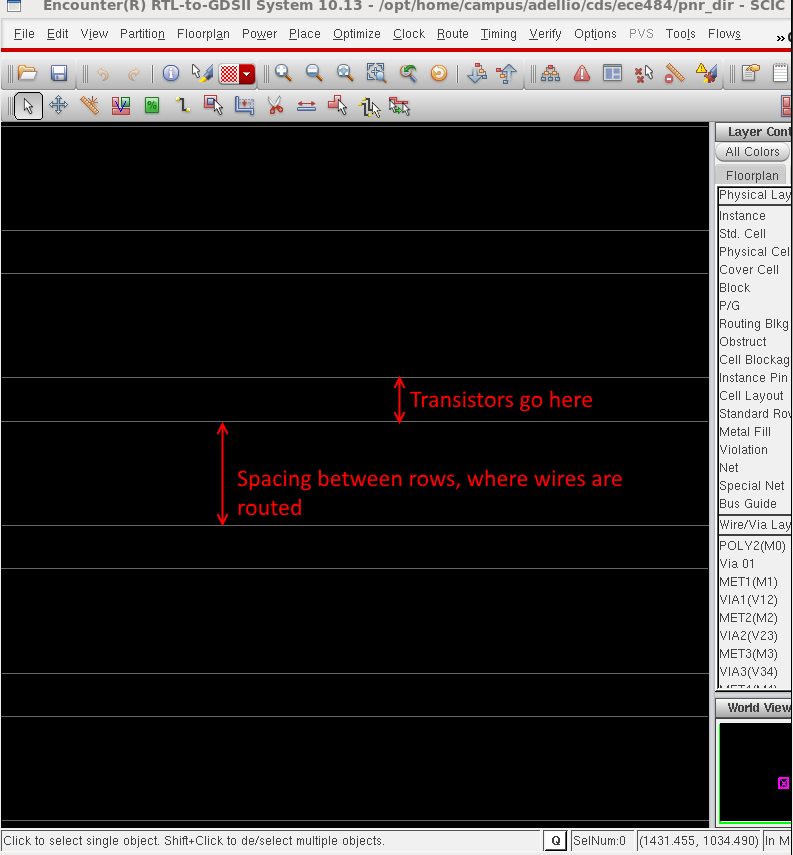 Encounter(R) RTL-to-GDSII System 10.13 - /opt/home/campus/adellio/cds/ece484/pnr_dir - SCIC
File Edit View Partition Floorplan Power Place Optimize Clock Route Timing Verify Options PVS Tools Flows »
Layer Cont
All Colors
Floorplan
Physical Lay
Instance
Std. Cell
Physical Cel
Cover Cell
Block
P/G
Routing Blkg
Obstruct
Cell Blockag
Instance Pin
Cell Layout
Standard Rov
Metal Fill
Violation
Net
Special Net
Bus Guide
Wire/Via Lay
POLY2(M0)
Via 01
MET1(M1)
VIA1(V12)
MET2(M2)
VIA2(V23)
MET3(M3)
VIA3(V34)
Transistors go here
Spacing between rows, where wires are
routed
World View
Click to select single object. Shift+Click to de/select multiple objects. Q SelNum:0 (1431.455, 1034.490) In M